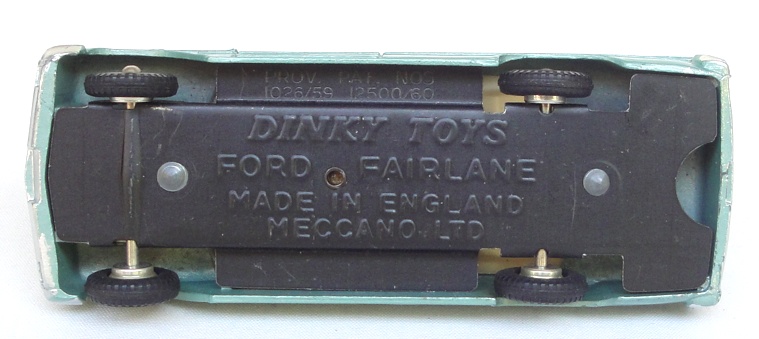 PROV. PAT. NOS
1026/59 12500/60
DINKY TOYS
FORD FAIRLANE
MADE IN ENGLAND
MECCANO LTD